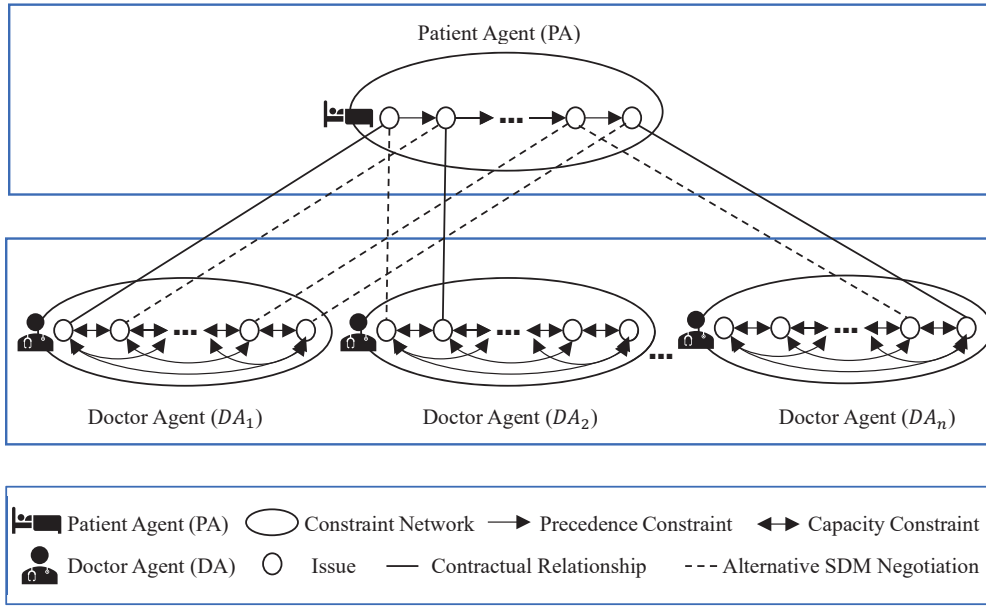 Patient Agent (PA)
...
...
...
...
...
Doctor Agent (DA₁)
Doctor Agent (DA₂)
Doctor Agent (DAₙ)
Patient Agent (PA)
Constraint Network
Precedence Constraint
Capacity Constraint
Doctor Agent (DA)
Issue
Contractual Relationship
Alternative SDM Negotiation